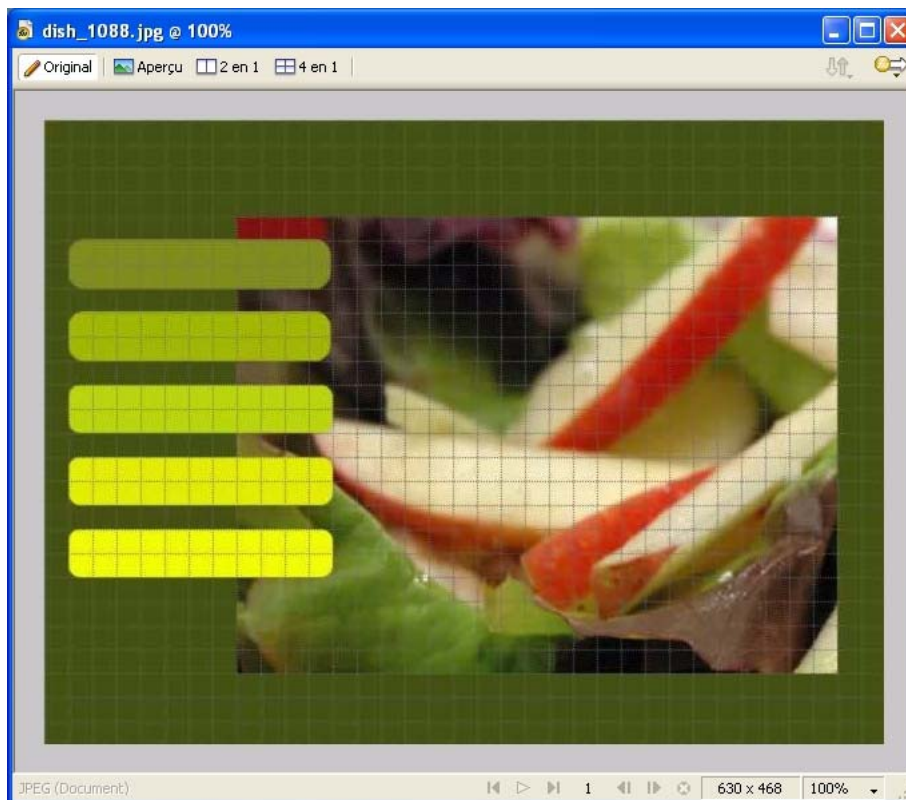 dish_1088.jpg @ 100%
Original Aperçu 2 en 1 4 en 1
JPEG (Document) 1 630 x 468 100%